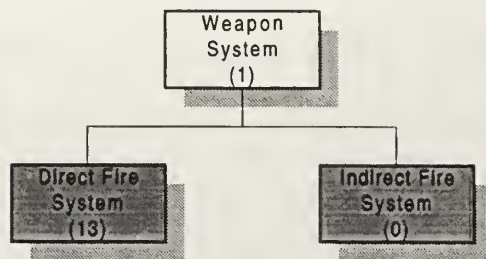 Weapon
System
(1)
Direct Fire
System
(13)
Indirect Fire
System
(0)